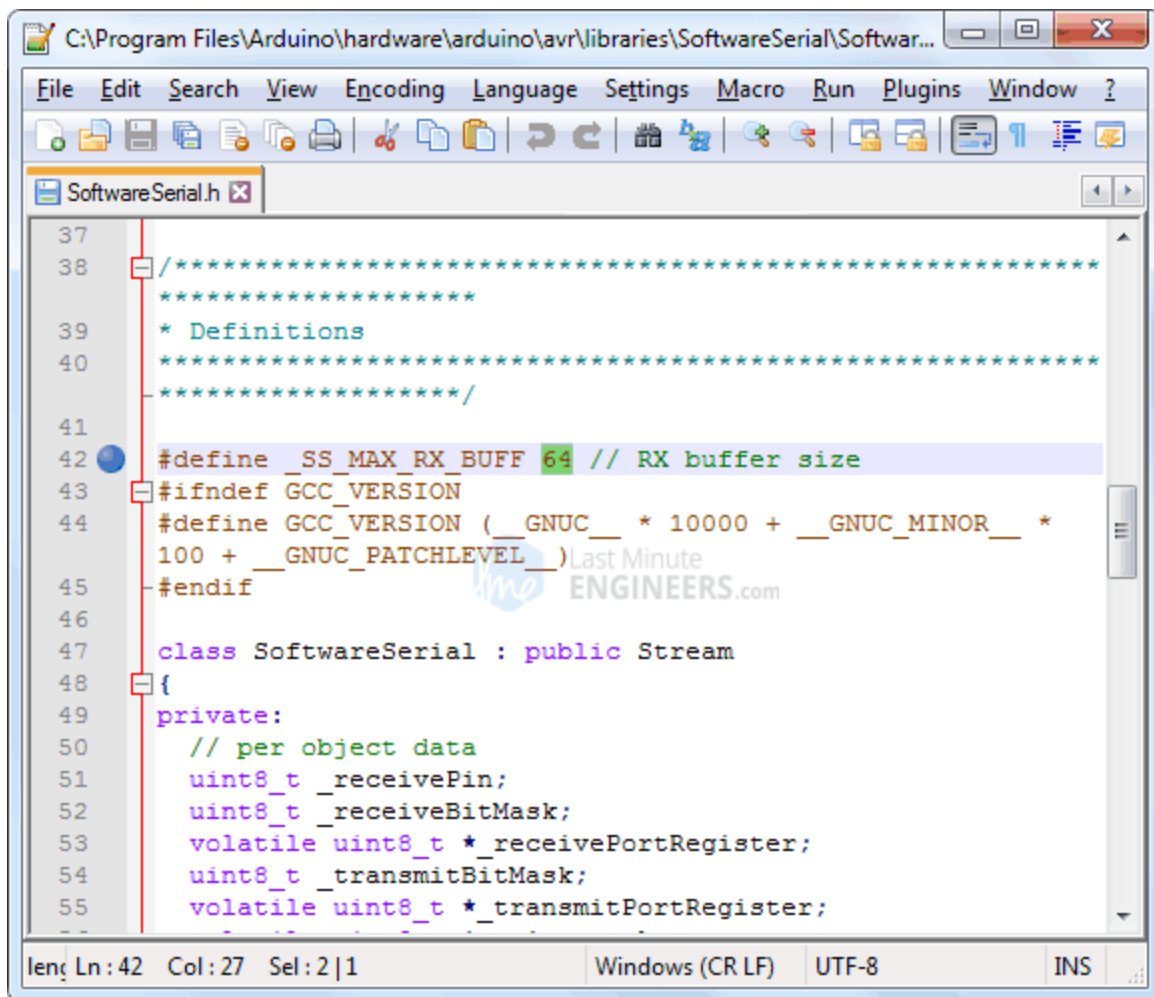 C:\Program Files\Arduino\hardware\arduino\avr\libraries\SoftwareSerial\Softwar...
File Edit Search View Encoding Language Settings Macro Run Plugins Window ?
SoftwareSerial.h
37
38 /**********************************************************
********************
39 * Definitions
40 ***********************************************************
*******************/
41
42 #define _SS_MAX_RX_BUFF 64 // RX buffer size
43 #ifndef GCC_VERSION
44 #define GCC_VERSION (__GNUC__ * 10000 + __GNUC_MINOR__ *
100 + __GNUC_PATCHLEVEL__)
45 #endif
Last Minute
me ENGINEERS.com
46
47 class SoftwareSerial : public Stream
48 {
49 private:
50 // per object data
51 uint8_t _receivePin;
52 uint8_t _receiveBitMask;
53 volatile uint8_t *_receivePortRegister;
54 uint8_t _transmitBitMask;
55 volatile uint8_t *_transmitPortRegister;
leng Ln : 42 Col : 27 Sel : 2 | 1 Windows (CR LF) UTF-8 INS